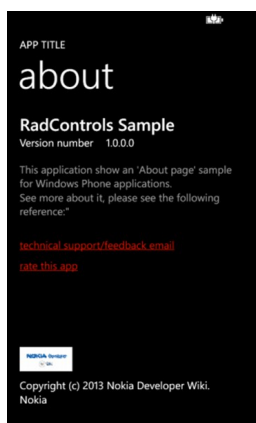 APP TITLE
about
RadControls Sample
Version number 1.0.0.0
This application show an 'About page' sample
for Windows Phone applications.
See more about it, please see the following
reference:"
technical support/feedback email
rate this app
NOKIA Developer
Copyright (c) 2013 Nokia Developer Wiki.
Nokia